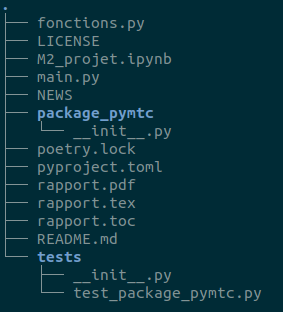 .
├── fonctions.py
├── LICENSE
├── M2_projet.ipynb
├── main.py
├── NEWS
├── package_pymtc
│   └── __init__.py
├── poetry.lock
├── pyproject.toml
├── rapport.pdf
├── rapport.tex
├── rapport.toc
├── README.md
└── tests
    ├── __init__.py
    └── test_package_pymtc.py